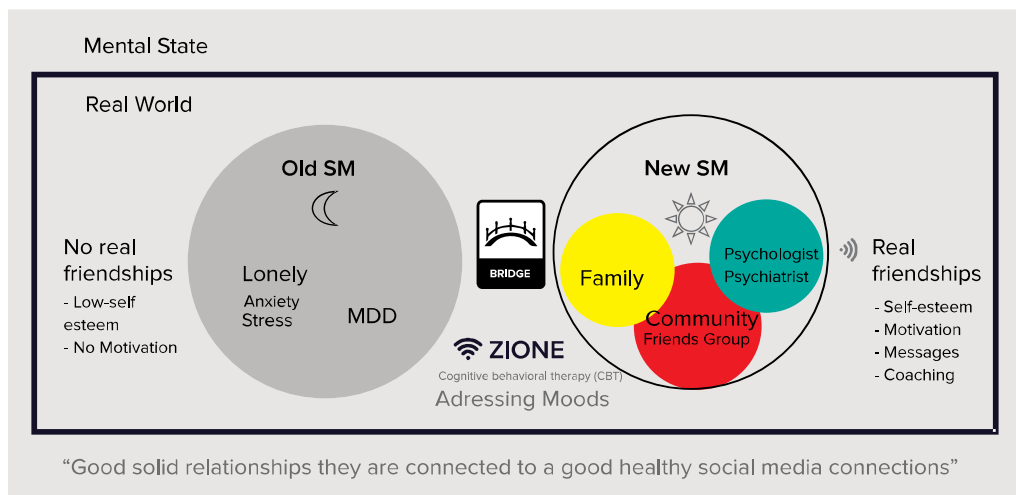 Mental State
Real World
Old SM
No real
friendships
- Low-self
esteem
- No Motivation
Lonely
Anxiety
Stress
MDD
BRIDGE
ZIONE
Cognitive behavioral therapy (CBT)
Adressing Moods
New SM
Family
Psychologist
Psychiatrist
Community
Friends Group
Real
friendships
- Self-esteem
- Motivation
- Messages
- Coaching
“Good solid relationships they are connected to a good healthy social media connections”